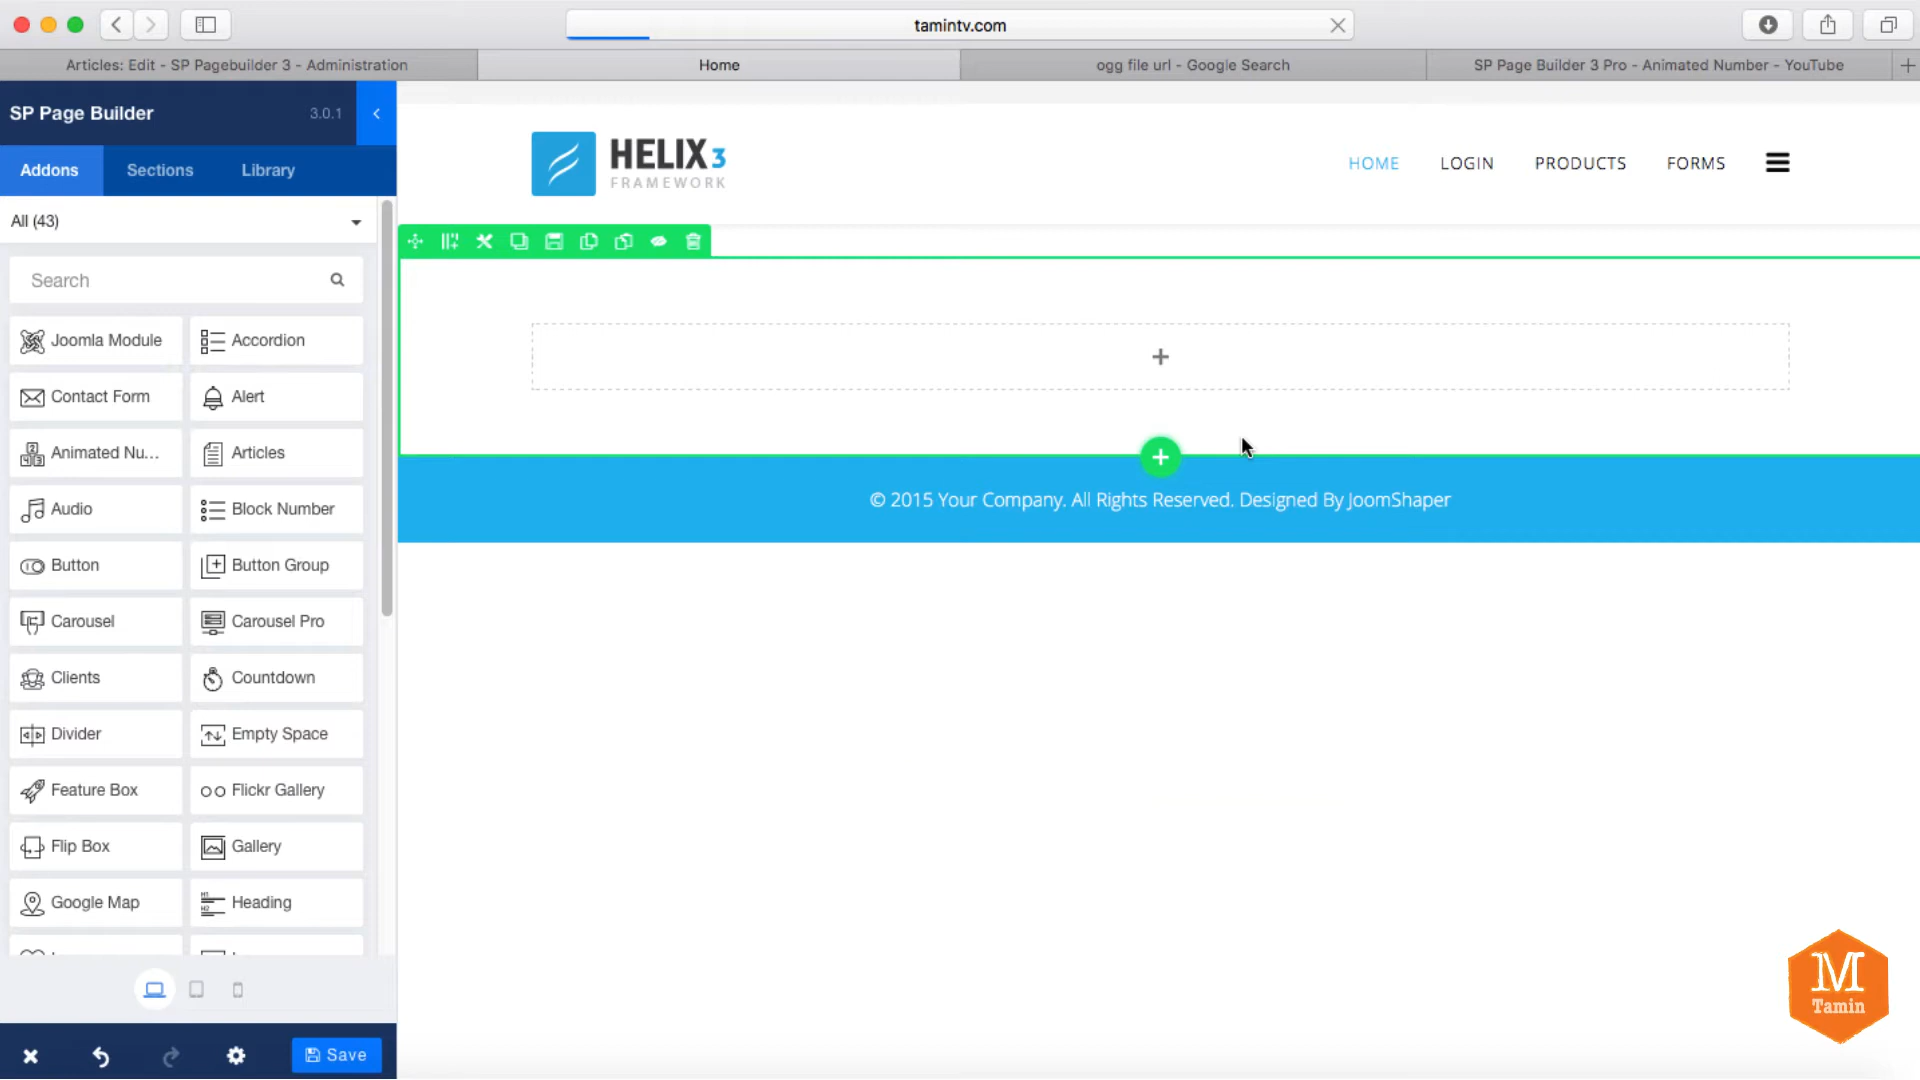 tamintv.com
Articles: Edit - SP Pagebuilder 3 - Administration
Home
ogg file url - Google Search
SP Page Builder 3 Pro - Animated Number - YouTube
SP Page Builder
3.0.1
Addons
Sections
Library
All (43)
Search
Joomla Module
Accordion
Contact Form
Alert
Animated Nu...
Articles
Audio
Block Number
Button
Button Group
Carousel
Carousel Pro
Clients
Countdown
Divider
Empty Space
Feature Box
Flickr Gallery
Flip Box
Gallery
Google Map
Heading
Save
HELIX 3
FRAMEWORK
HOME
LOGIN
PRODUCTS
FORMS
© 2015 Your Company. All Rights Reserved. Designed By JoomShaper
M
Tamin